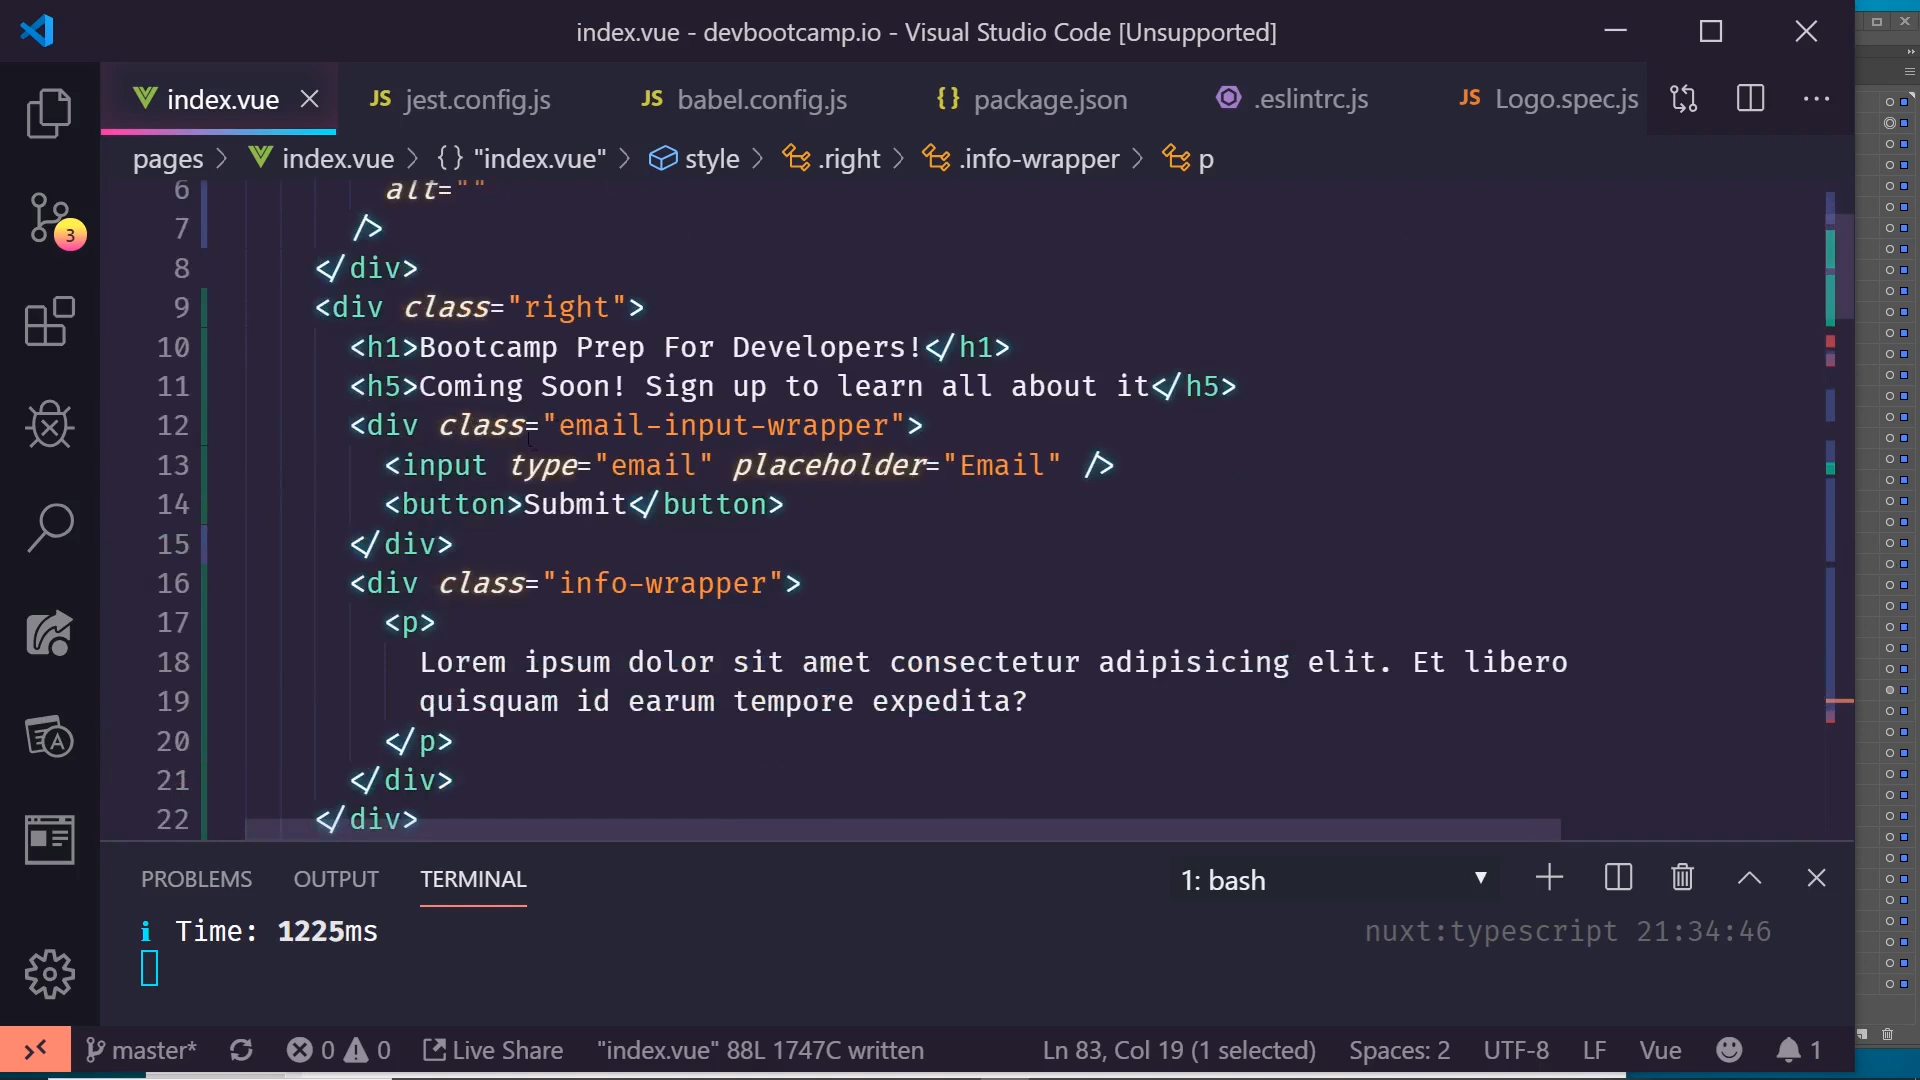 index.vue - devbootcamp.io - Visual Studio Code [Unsupported]
index.vue
JS jest.config.js
JS babel.config.js
{} package.json
.eslintrc.js
JS Logo.spec.js
pages > index.vue > {} "index.vue" > style > .right > .info-wrapper > p
6 alt=""
7 />
8 </div>
9 <div class="right">
10 <h1>Bootcamp Prep For Developers!</h1>
11 <h5>Coming Soon! Sign up to learn all about it</h5>
12 <div class="email-input-wrapper">
13 <input type="email" placeholder="Email" />
14 <button>Submit</button>
15 </div>
16 <div class="info-wrapper">
17 <p>
18 Lorem ipsum dolor sit amet consectetur adipisicing elit. Et libero
19 quisquam id earum tempore expedita?
20 </p>
21 </div>
22 </div>
3
PROBLEMS OUTPUT TERMINAL 1: bash
i Time: 1225ms nuxt:typescript 21:34:46
master* 0 0 Live Share "index.vue" 88L 1747C written Ln 83, Col 19 (1 selected) Spaces: 2 UTF-8 LF Vue 1